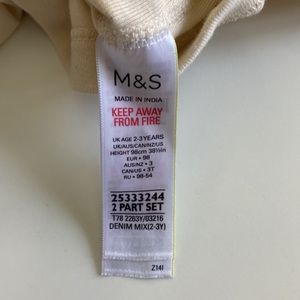 M&S
MADE IN INDIA
KEEP AWAY
FROM FIRE
UK AGE 2-3 YEARS
UK/AUS/CAN/NZ/US
HEIGHT 98cm 38½in
EUR • 98
AUS/NZ • 3
CAN/US • 3T
RU • 98-54
25333244
2 PART SET
T78 2263Y/03216
DENIM MIX(2-3Y)
Z141